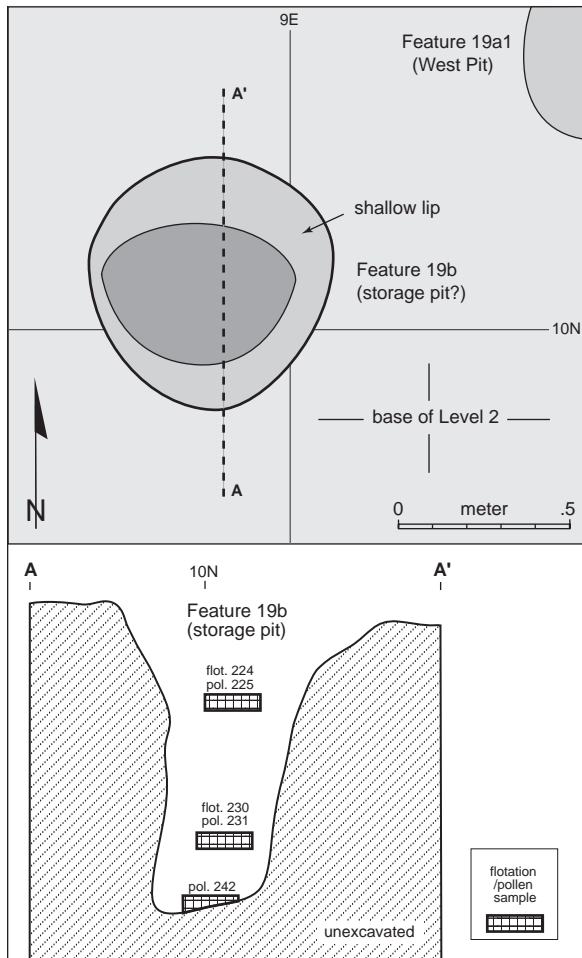 9E
Feature 19a1
(West Pit)
A'
shallow lip
Feature 19b
(storage pit?)
10N
base of Level 2
A
N
0 meter .5
A 10N A'
Feature 19b
(storage pit)
flot. 224
pol. 225
flot. 230
pol. 231
pol. 242
flotation
/pollen
sample
unexcavated